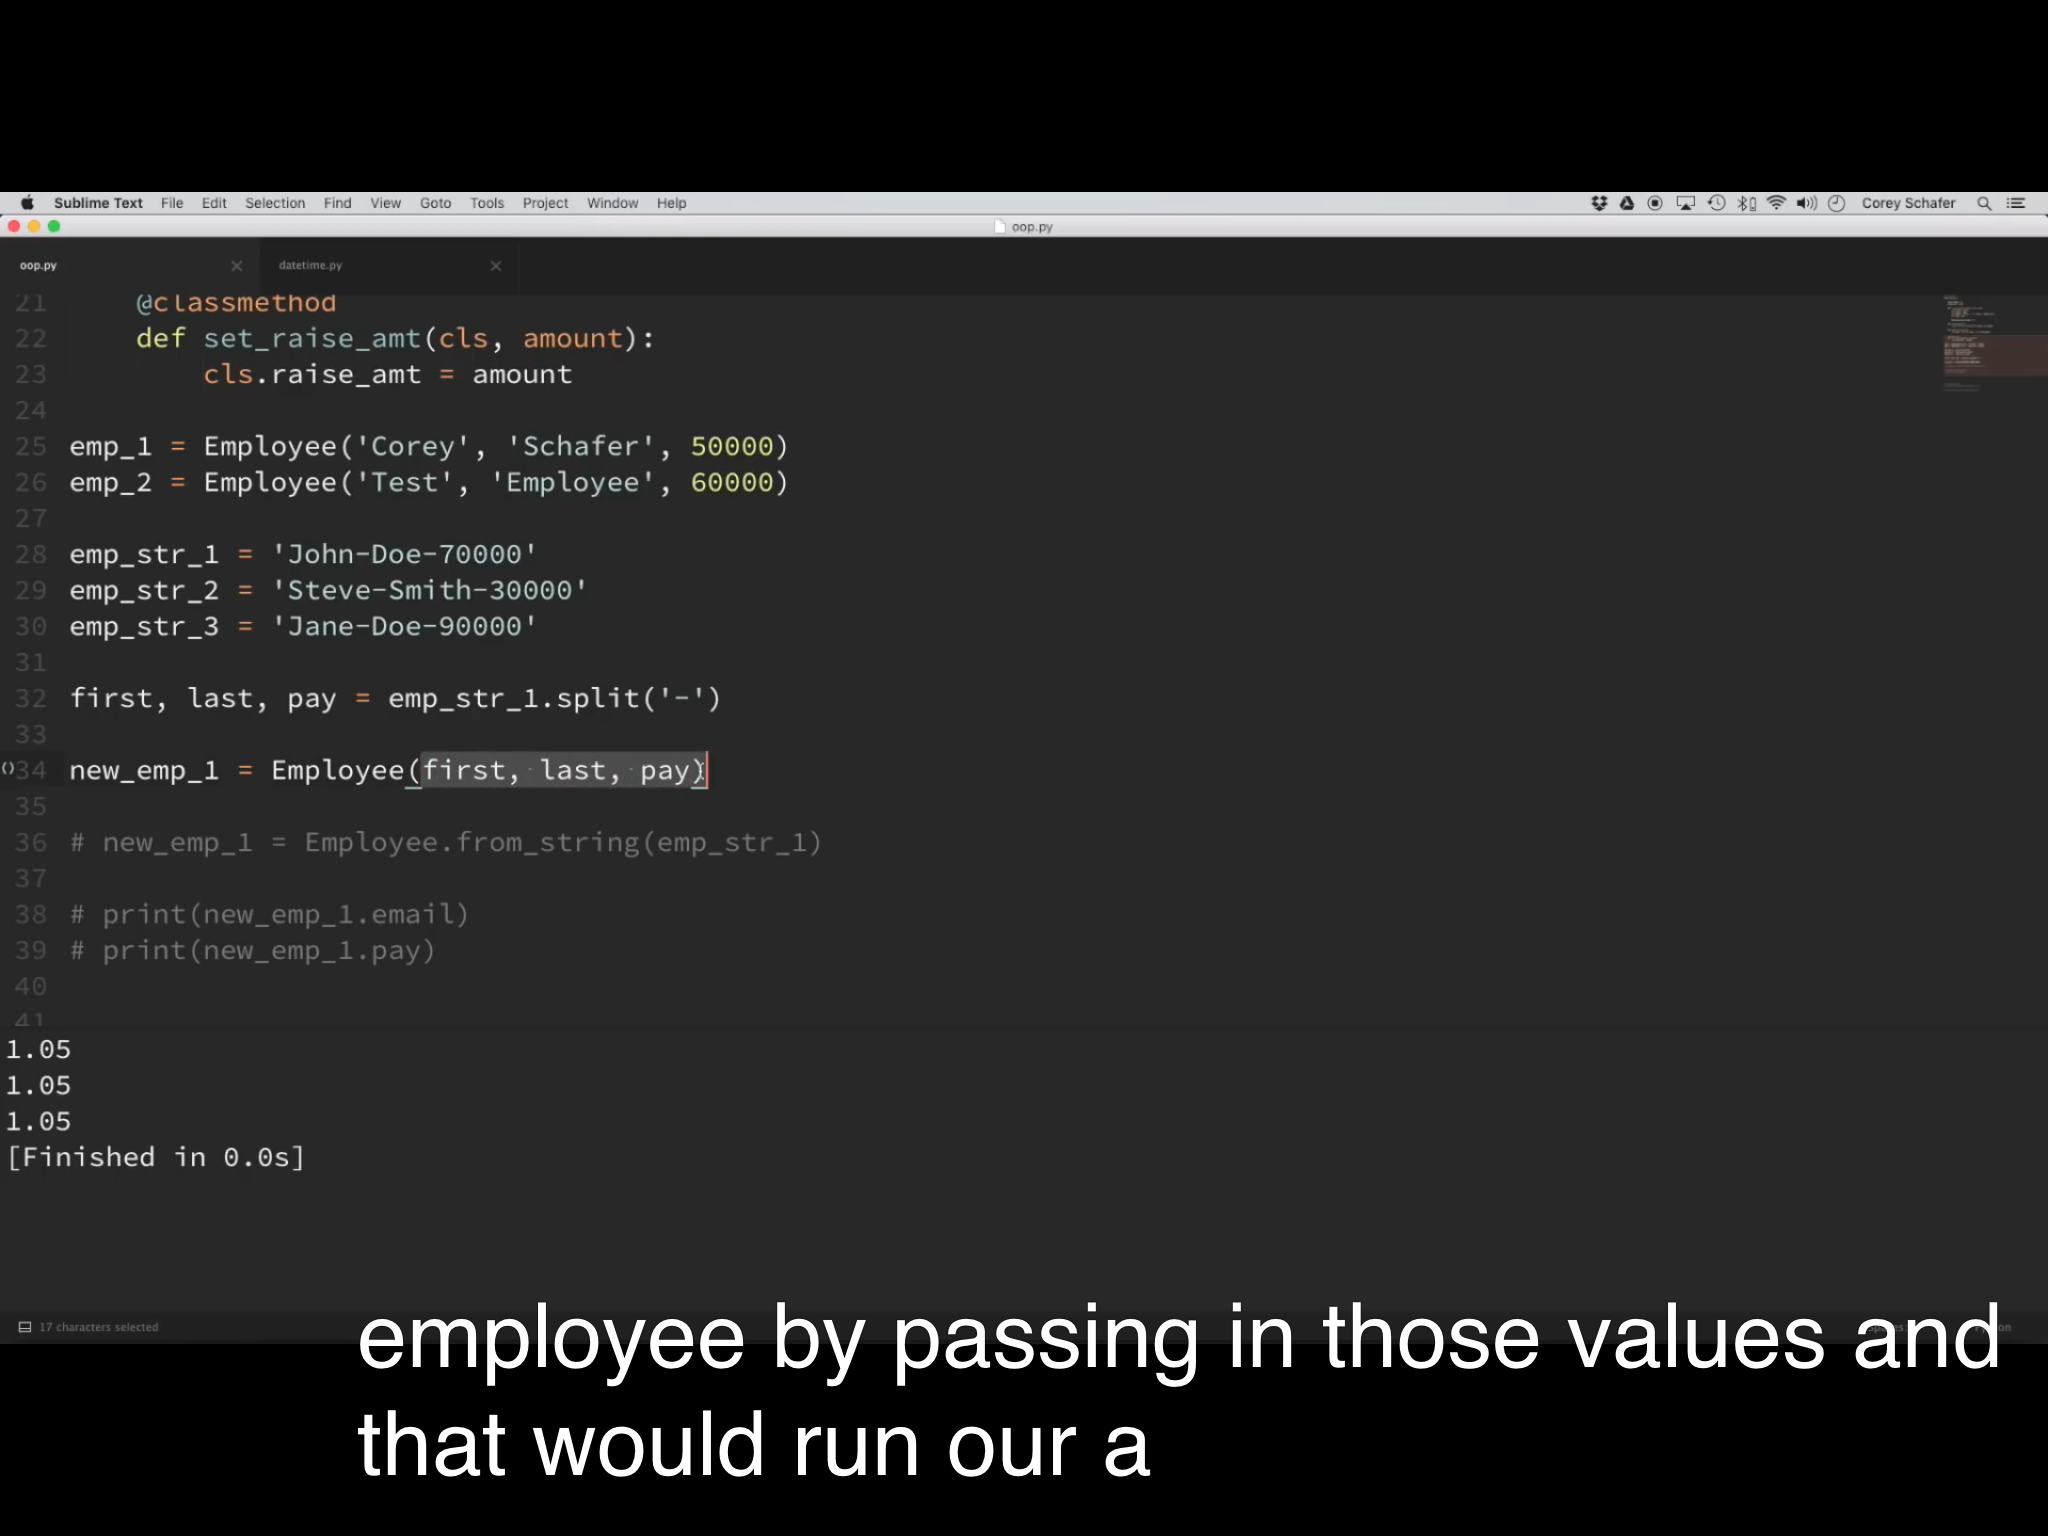 Sublime Text File Edit Selection Find View Goto Tools Project Window Help Corey Schafer
oop.py
oop.py datetime.py
21 @classmethod
22 def set_raise_amt(cls, amount):
23 cls.raise_amt = amount
24
25 emp_1 = Employee('Corey', 'Schafer', 50000)
26 emp_2 = Employee('Test', 'Employee', 60000)
27
28 emp_str_1 = 'John-Doe-70000'
29 emp_str_2 = 'Steve-Smith-30000'
30 emp_str_3 = 'Jane-Doe-90000'
31
32 first, last, pay = emp_str_1.split('-')
33
34 new_emp_1 = Employee(first, last, pay)
35
36 # new_emp_1 = Employee.from_string(emp_str_1)
37
38 # print(new_emp_1.email)
39 # print(new_emp_1.pay)
40
41
1.05
1.05
1.05
[Finished in 0.0s]
17 characters selected
employee by passing in those values and
that would run our a